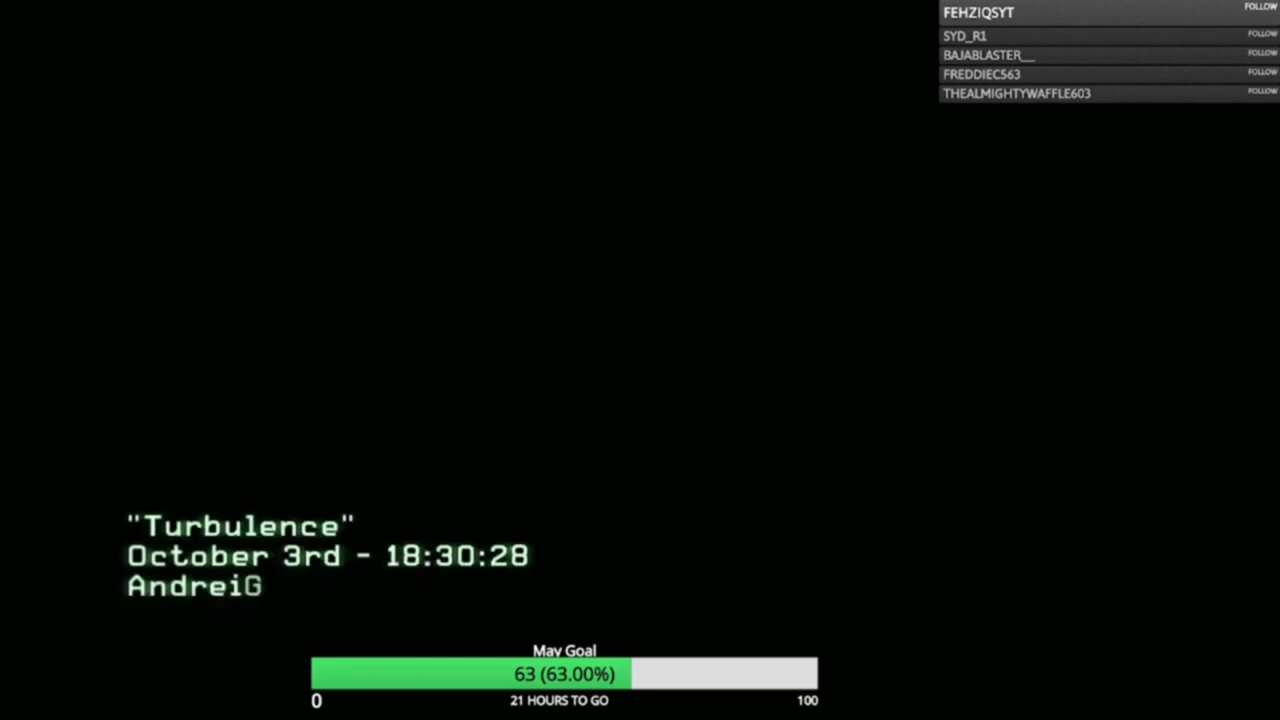 FEHZIQSYT FOLLOW
SYD_R1 FOLLOW
BAJABLASTER__ FOLLOW
FREDDIEC563 FOLLOW
THEALMIGHTYWAFFLE603 FOLLOW
"Turbulence"
October 3rd - 18:30:28
AndreiG
May Goal
63 (63.00%)
0 21 HOURS TO GO 100